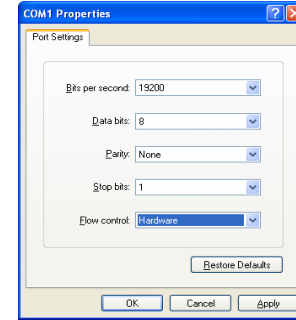 COM1 Properties
Port Settings
Bits per second: 19200
Data bits: 8
Parity: None
Stop bits: 1
Flow control: Hardware
Restore Defaults
OK Cancel Apply